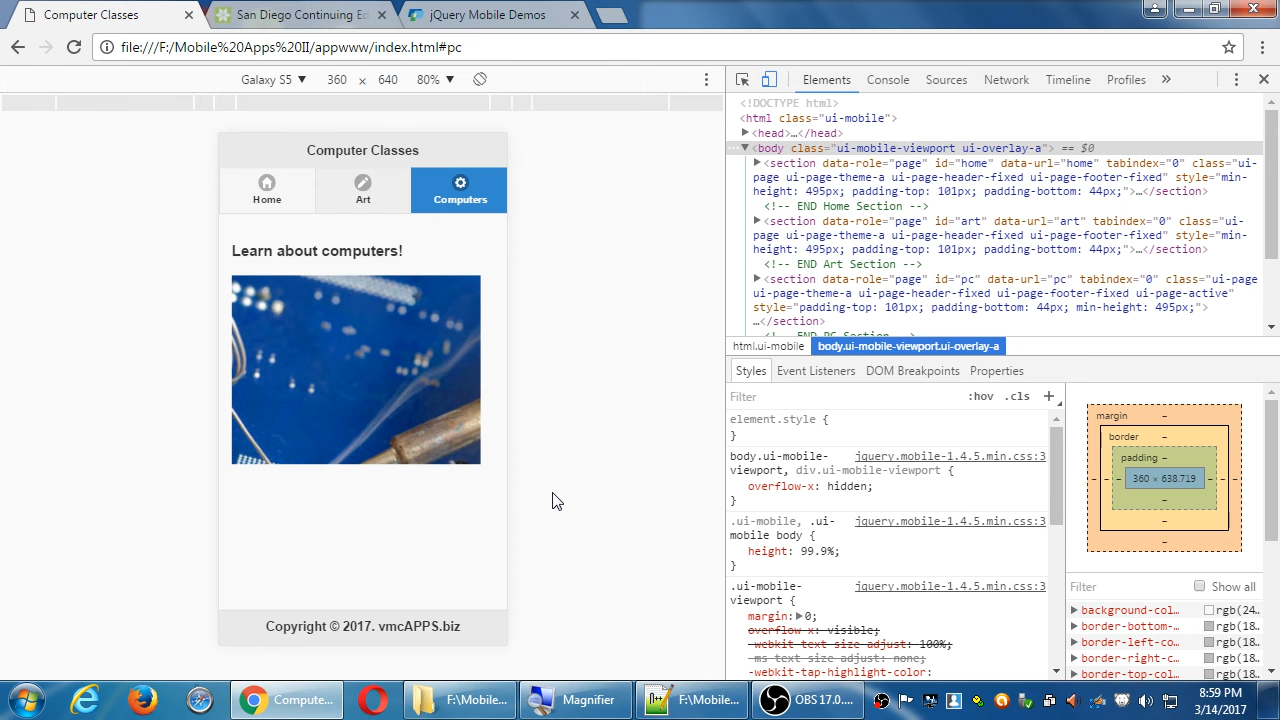 Computer Classes
San Diego Continuing Ed
jQuery Mobile Demos
file:///F:/Mobile%20Apps%20II/appwww/index.html#pc
Galaxy S5 ▼ 360 × 640 80% ▼
Elements Console Sources Network Timeline Profiles »
Computer Classes
Home Art Computers
Learn about computers!
Copyright © 2017. vmcAPPS.biz
<!DOCTYPE html>
<html class="ui-mobile">
▶<head>…</head>
…▼<body class="ui-mobile-viewport ui-overlay-a"> == $0
▶<section data-role="page" id="home" data-url="home" tabindex="0" class="ui-
page ui-page-theme-a ui-page-header-fixed ui-page-footer-fixed" style="min-
height: 495px; padding-top: 101px; padding-bottom: 44px;">…</section>
<!-- END Home Section -->
▶<section data-role="page" id="art" data-url="art" tabindex="0" class="ui-
page ui-page-theme-a ui-page-header-fixed ui-page-footer-fixed" style="min-
height: 495px; padding-top: 101px; padding-bottom: 44px;">…</section>
<!-- END Art Section -->
▶<section data-role="page" id="pc" data-url="pc" tabindex="0" class="ui-page
ui-page-theme-a ui-page-header-fixed ui-page-footer-fixed ui-page-active"
style="padding-top: 101px; padding-bottom: 44px; min-height: 495px;">
…</section>
<!-- END PC Section -->
html.ui-mobile body.ui-mobile-viewport.ui-overlay-a
Styles Event Listeners DOM Breakpoints Properties
Filter :hov .cls +
element.style {
}
body.ui-mobile- jquery.mobile-1.4.5.min.css:3
viewport, div.ui-mobile-viewport {
overflow-x: hidden;
}
.ui-mobile, .ui- jquery.mobile-1.4.5.min.css:3
mobile body {
height: 99.9%;
}
.ui-mobile- jquery.mobile-1.4.5.min.css:3
viewport {
margin:▶0;
overflow-x: visible;
-webkit-text-size-adjust: 100%;
-ms-text-size-adjust: none;
-webkit-tap-highlight-color:
margin –
border –
padding –
– – – 360 × 638.719 – – –
–
–
–
Filter Show all
▶background-col… rgb(24…
▶border-bottom-… rgb(18…
▶border-left-co… rgb(18…
▶border-right-c… rgb(18…
▶border-top-col… rgb(18…
Compute…
F:\Mobile…
Magnifier
F:\Mobile…
OBS 17.0.…
8:59 PM
3/14/2017